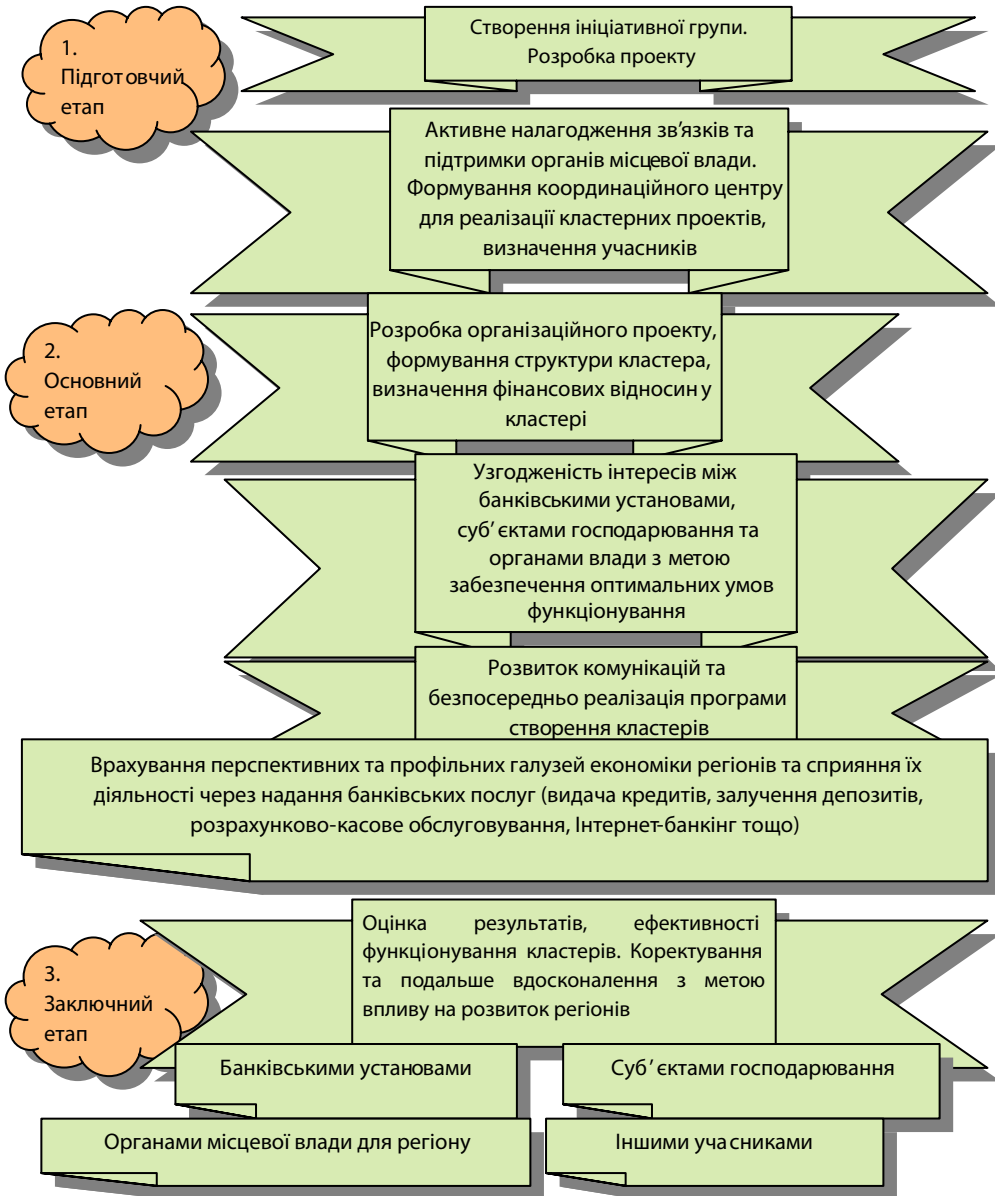 1.
Підготовчий
етап
Створення ініціативної групи.
Розробка проекту
Активне налагодження зв'язків та
підтримки органів місцевої влади.
Формування координаційного центру
для реалізації кластерних проектів,
визначення учасників
2.
Основний
етап
Розробка організаційного проекту,
формування структури кластера,
визначення фінансових відносин у
кластері
Узгодженість інтересів між
банківськими установами,
суб’єктами господарювання та
органами влади з метою
забезпечення оптимальних умов
функціонування
Розвиток комунікацій та
безпосередньо реалізація програми
створення кластерів
Врахування перспективних та профільних галузей економіки регіонів та сприяння їх
діяльності через надання банківських послуг (видача кредитів, залучення депозитів,
розрахунково-касове обслуговування, Інтернет-банкінг тощо)
3.
Заключний
етап
Оцінка результатів, ефективності
функціонування кластерів. Коректування
та подальше вдосконалення з метою
впливу на розвиток регіонів
Банківськими установами
Суб’єктами господарювання
Органами місцевої влади для регіону
Іншими учасниками